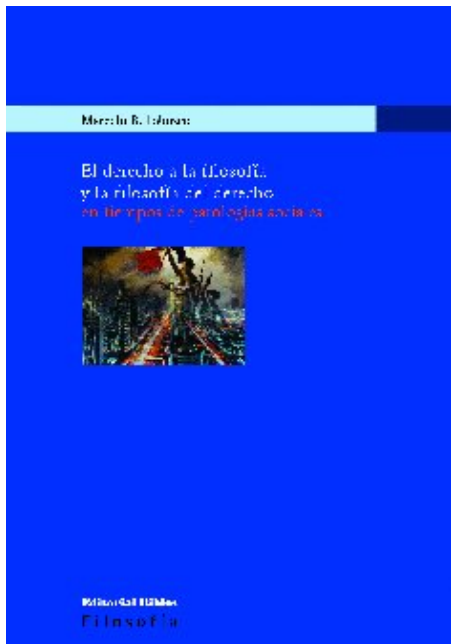 Marcelo R.
El derecho a la filosofía
y la filosofía del derecho
en tiempos de patologías sociales
Editorial Biblos
Filosofía